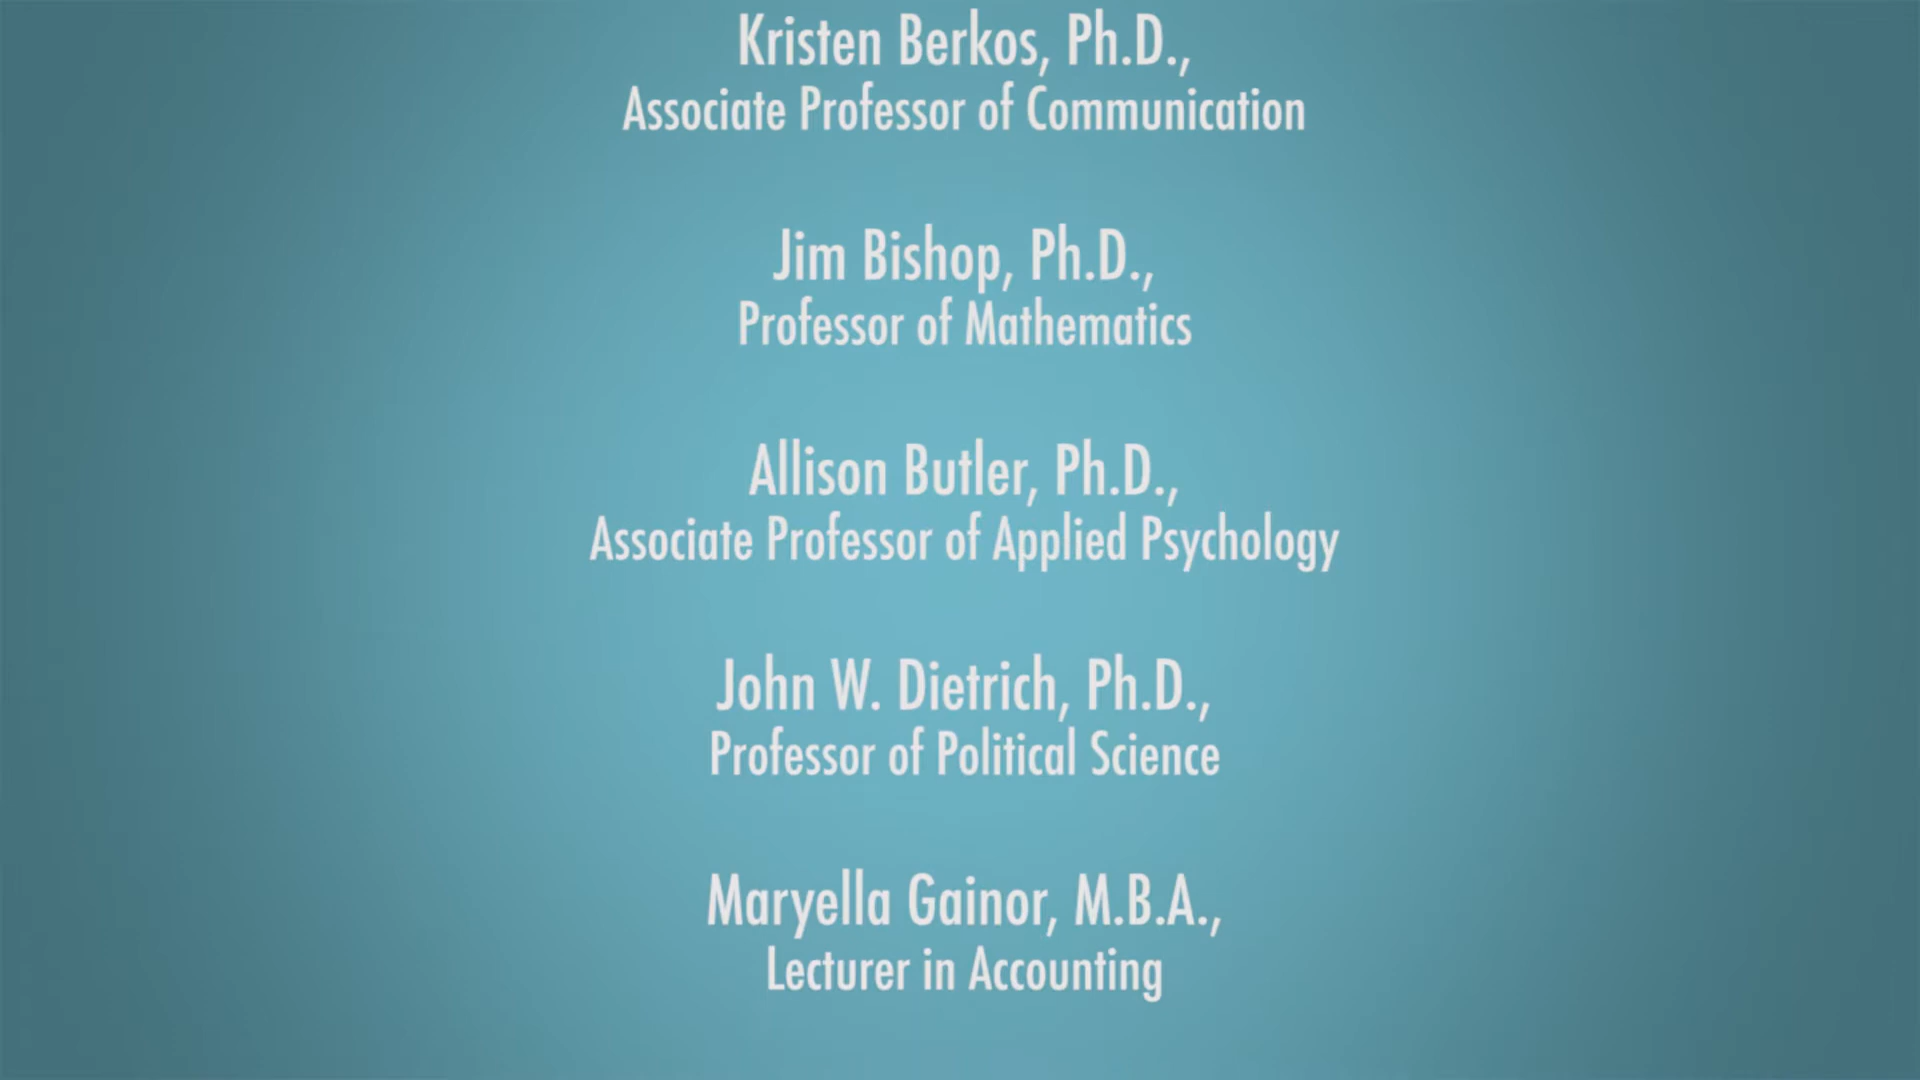 Kristen Berkos, Ph.D.,
Associate Professor of Communication
Jim Bishop, Ph.D.,
Professor of Mathematics
Allison Butler, Ph.D.,
Associate Professor of Applied Psychology
John W. Dietrich, Ph.D.,
Professor of Political Science
Maryella Gainor, M.B.A.,
Lecturer in Accounting